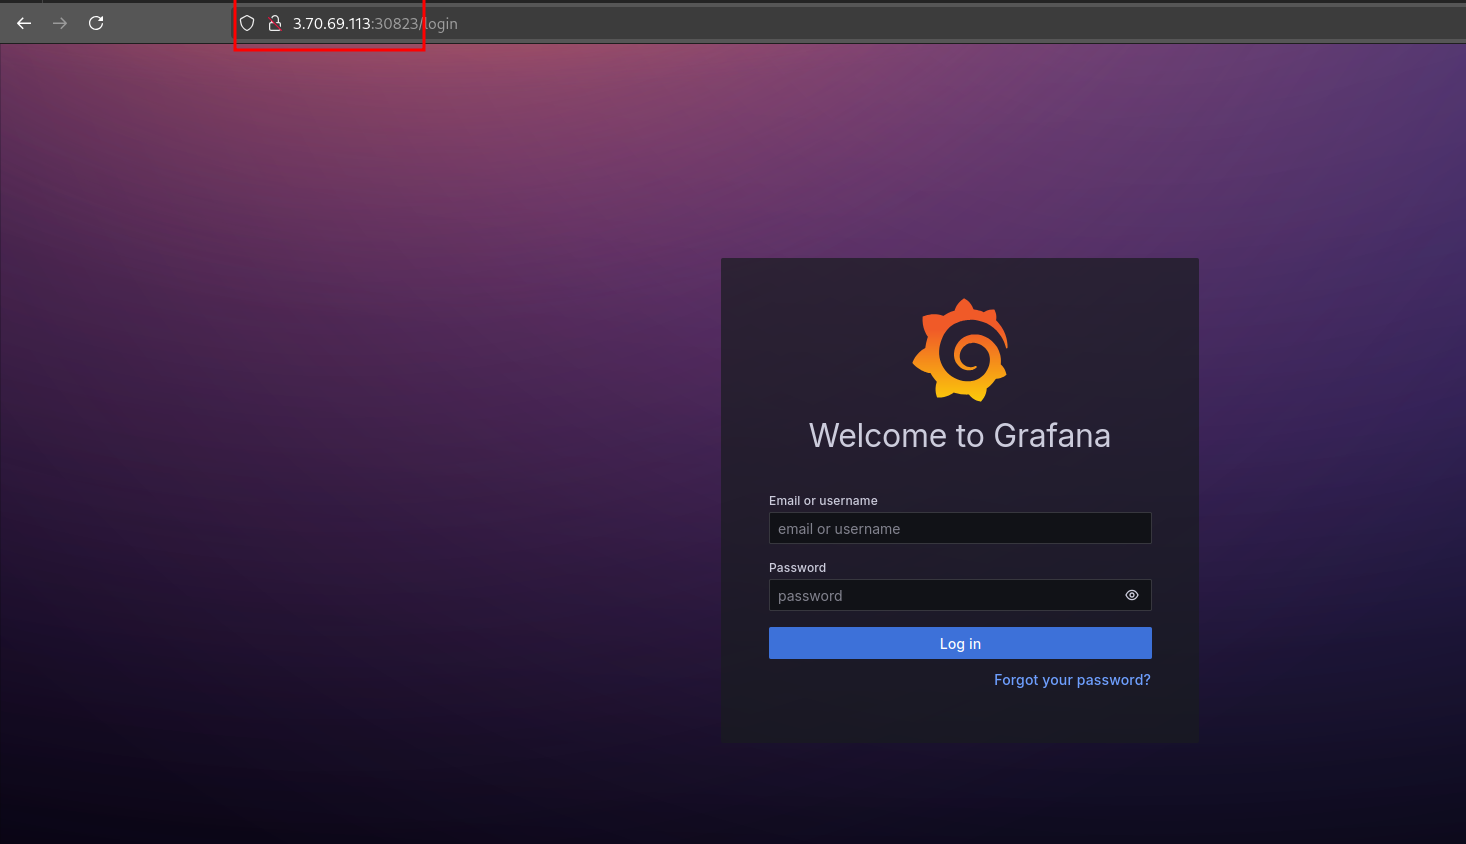 3.70.69.113:30823/login
Welcome to Grafana
Email or username
email or username
Password
password
Log in
Forgot your password?